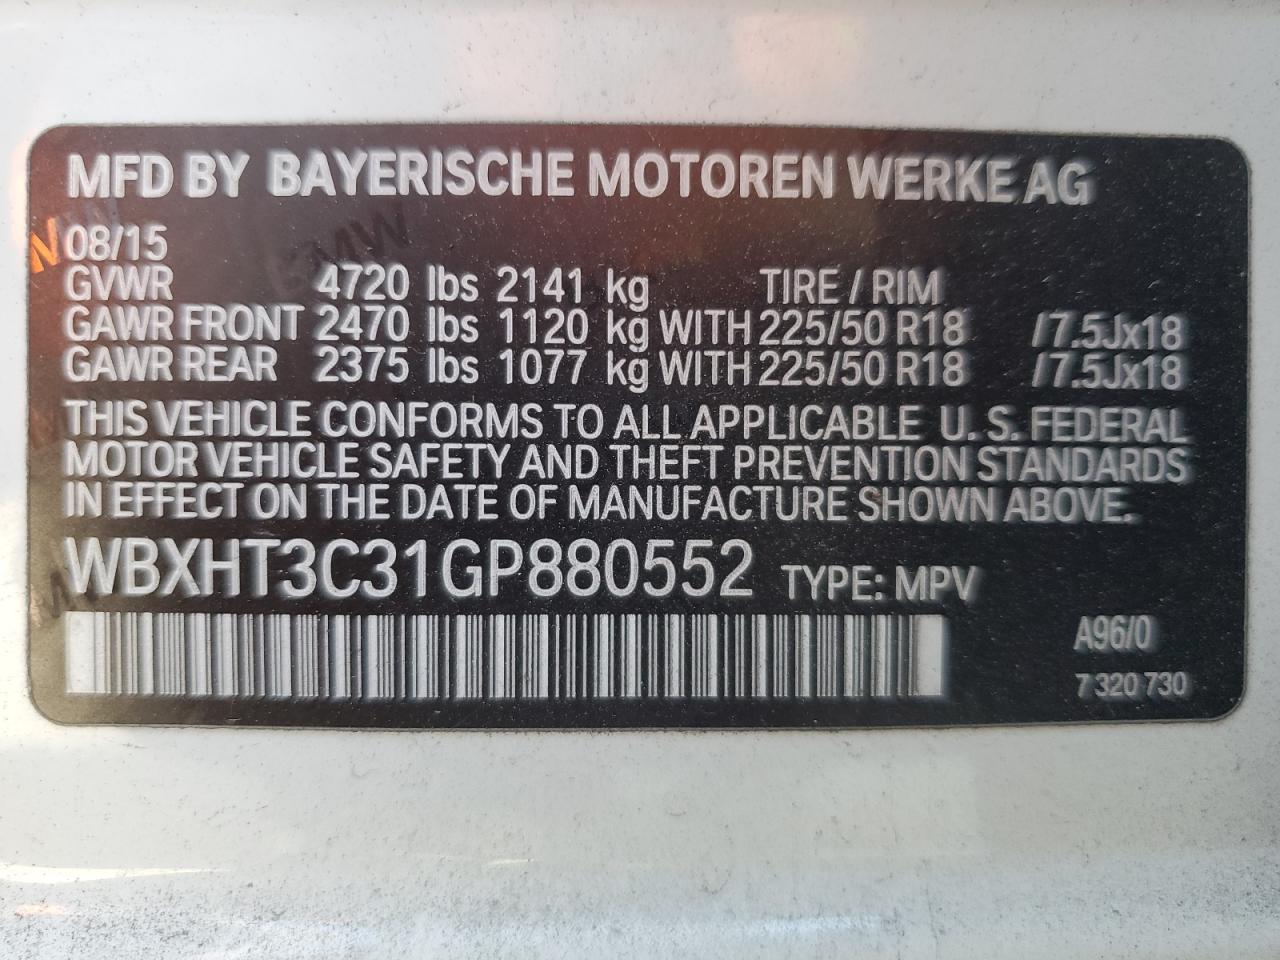 MFD BY BAYERISCHE MOTOREN WERKE AG
08/15
GVWR 4720 lbs 2141 kg TIRE / RIM
GAWR FRONT 2470 lbs 1120 kg WITH 225/50 R18 /7.5Jx18
GAWR REAR 2375 lbs 1077 kg WITH 225/50 R18 /7.5Jx18
THIS VEHICLE CONFORMS TO ALL APPLICABLE U. S. FEDERAL
MOTOR VEHICLE SAFETY AND THEFT PREVENTION STANDARDS
IN EFFECT ON THE DATE OF MANUFACTURE SHOWN ABOVE.
WBXHT3C31GP880552 TYPE: MPV
A96/0
7 320 730